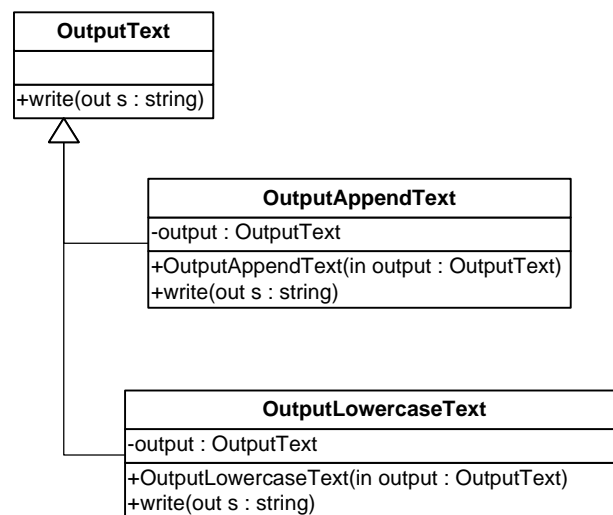 OutputText
+write(out s : string)
OutputAppendText
-output : OutputText
+OutputAppendText(in output : OutputText)
+write(out s : string)
OutputLowercaseText
-output : OutputText
+OutputLowercaseText(in output : OutputText)
+write(out s : string)